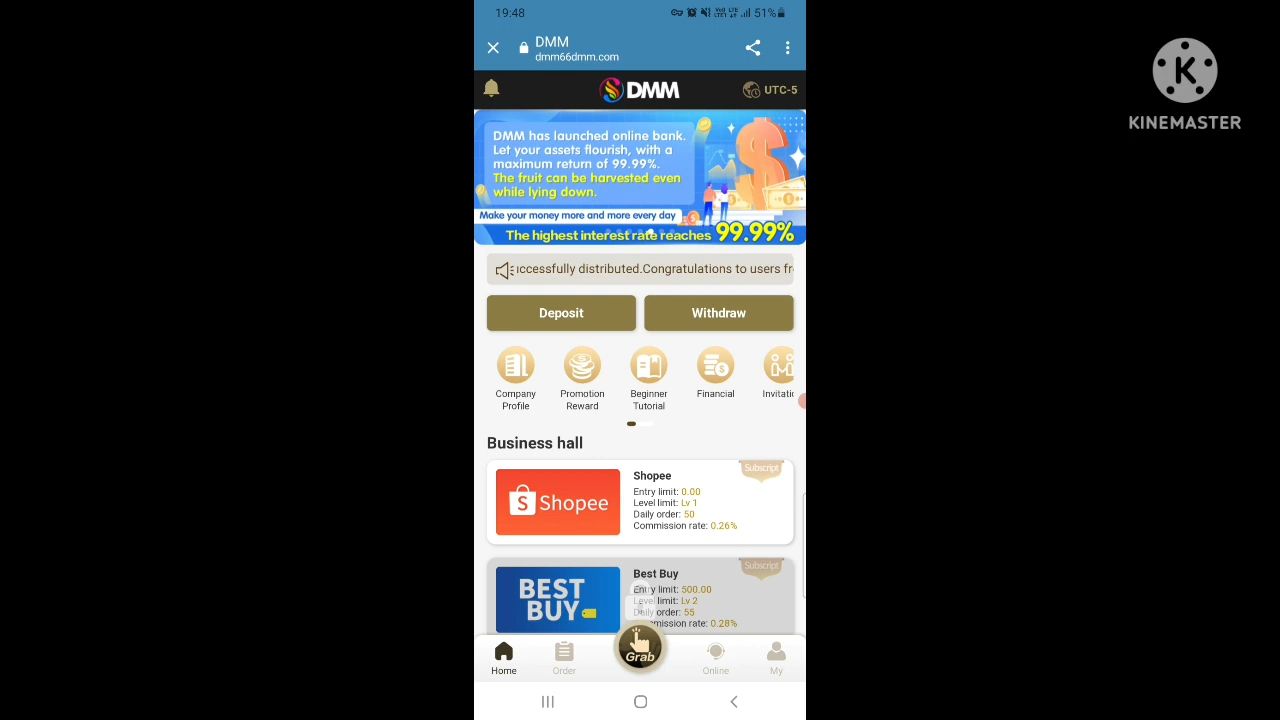 19:48
51%
DMM
dmm66dmm.com
K
KINEMASTER
DMM
UTC-5
DMM has launched online bank.
Let your assets flourish, with a
maximum return of 99.99%.
The fruit can be harvested even
while lying down.
Make your money more and more every day
The highest interest rate reaches 99.99%
uccessfully distributed.Congratulations to users fr
Deposit
Withdraw
Company
Profile
Promotion
Reward
Beginner
Tutorial
Financial
Invitatic
Business hall
Shopee
Shopee
Subscript
Entry limit: 0.00
Level limit: Lv 1
Daily order: 50
Commission rate: 0.26%
BEST
BUY
Best Buy
Subscript
Entry limit: 500.00
Level limit: Lv 2
Daily order: 55
Commission rate: 0.28%
Home
Order
Grab
Online
My